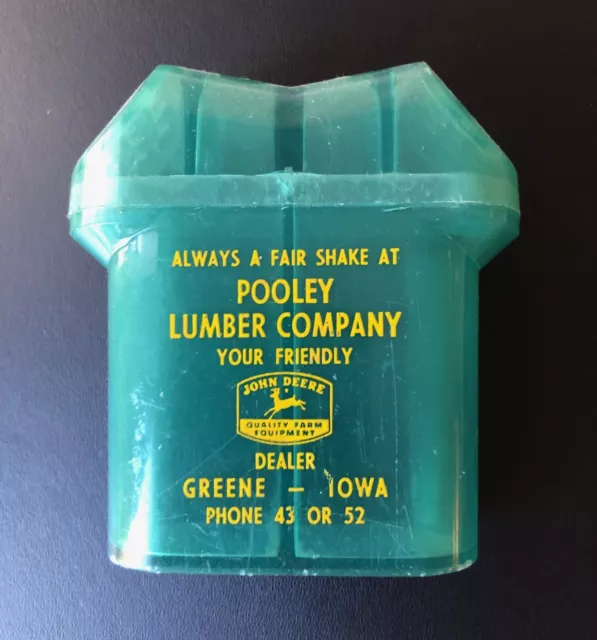 ALWAYS A FAIR SHAKE AT
POOLEY
LUMBER COMPANY
YOUR FRIENDLY
JOHN DEERE
QUALITY FARM
EQUIPMENT
DEALER
GREENE — IOWA
PHONE 43 OR 52